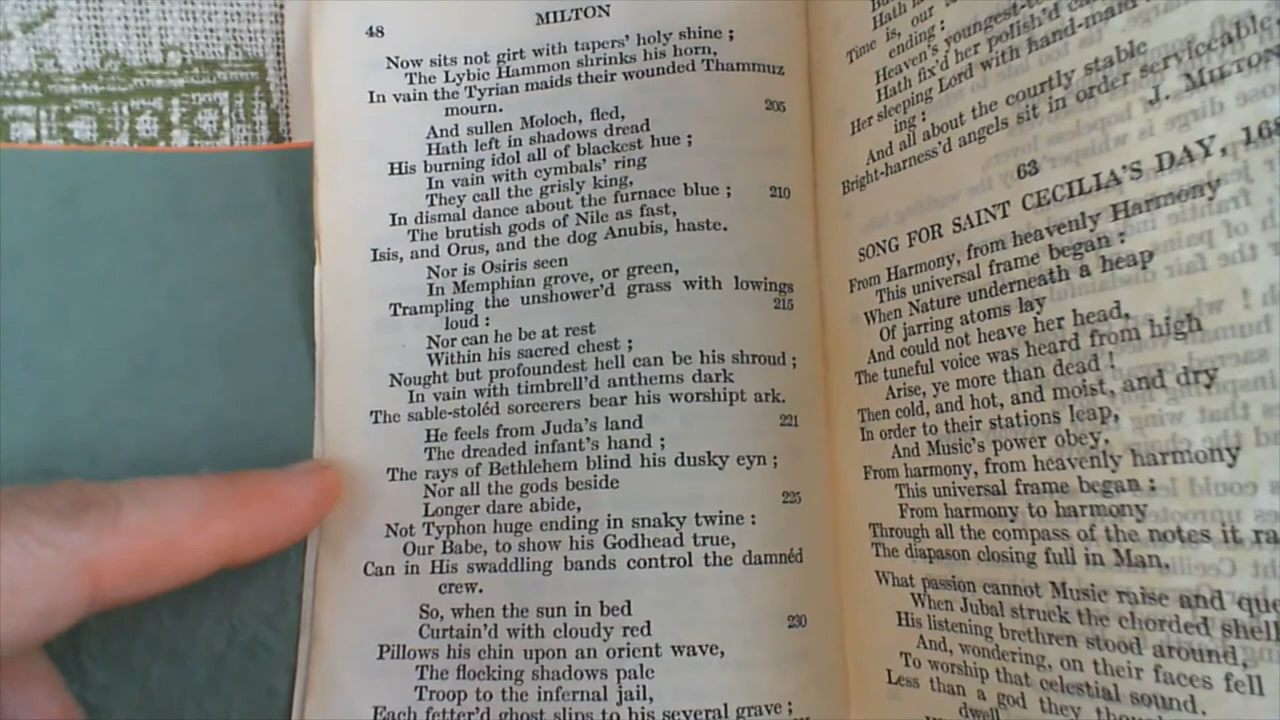 48
MILTON
Now sits not girt with tapers' holy shine ;
The Lybic Hammon shrinks his horn,
In vain the Tyrian maids their wounded Thammuz
mourn.
205
And sullen Moloch, fled,
Hath left in shadows dread
His burning idol all of blackest hue ;
In vain with cymbals' ring
They call the grisly king,
In dismal dance about the furnace blue ; 210
The brutish gods of Nile as fast,
Isis, and Orus, and the dog Anubis, haste.
Nor is Osiris seen
In Memphian grove, or green,
Trampling the unshower'd grass with lowings
loud : 215
Nor can he be at rest
Within his sacred chest ;
Nought but profoundest hell can be his shroud ;
In vain with timbrell'd anthems dark
The sable-stoléd sorcerers bear his worshipt ark.
He feels from Juda's land 221
The dreaded infant's hand ;
The rays of Bethlehem blind his dusky eyn ;
Nor all the gods beside
Longer dare abide, 225
Not Typhon huge ending in snaky twine :
Our Babe, to show his Godhead true,
Can in His swaddling bands control the damnéd
crew.
So, when the sun in bed
Curtain'd with cloudy red 230
Pillows his chin upon an orient wave,
The flocking shadows pale
Troop to the infernal jail,
Each fetter'd ghost slips to his several grave ;
Hath
Time is, our
ending :
Heaven's youngest-t
Hath fix'd her polish'd ca
Her sleeping Lord with hand-maid
ing :
And all about the courtly stable
Bright-harness'd angels sit in order serviceable
J. MILTON
63
SONG FOR SAINT CECILIA'S DAY, 168
From Harmony, from heavenly Harmony
This universal frame began :
When Nature underneath a heap
Of jarring atoms lay
And could not heave her head,
The tuneful voice was heard from high
Arise, ye more than dead !
Then cold, and hot, and moist, and dry
In order to their stations leap,
And Music's power obey.
From harmony, from heavenly harmony
This universal frame began :
From harmony to harmony
Through all the compass of the notes it ra
The diapason closing full in Man.
What passion cannot Music raise and que
When Jubal struck the chorded shell
His listening brethren stood around,
And, wondering, on their faces fell
To worship that celestial sound.
Less than a god they thou
dwell